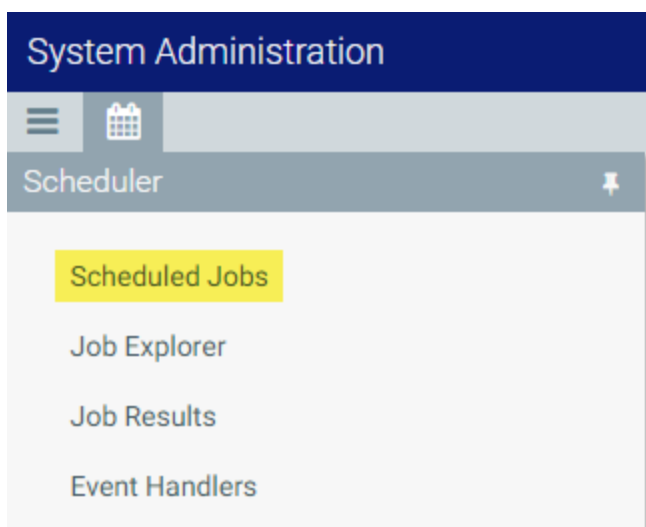 System Administration
Scheduler
Scheduled Jobs
Job Explorer
Job Results
Event Handlers